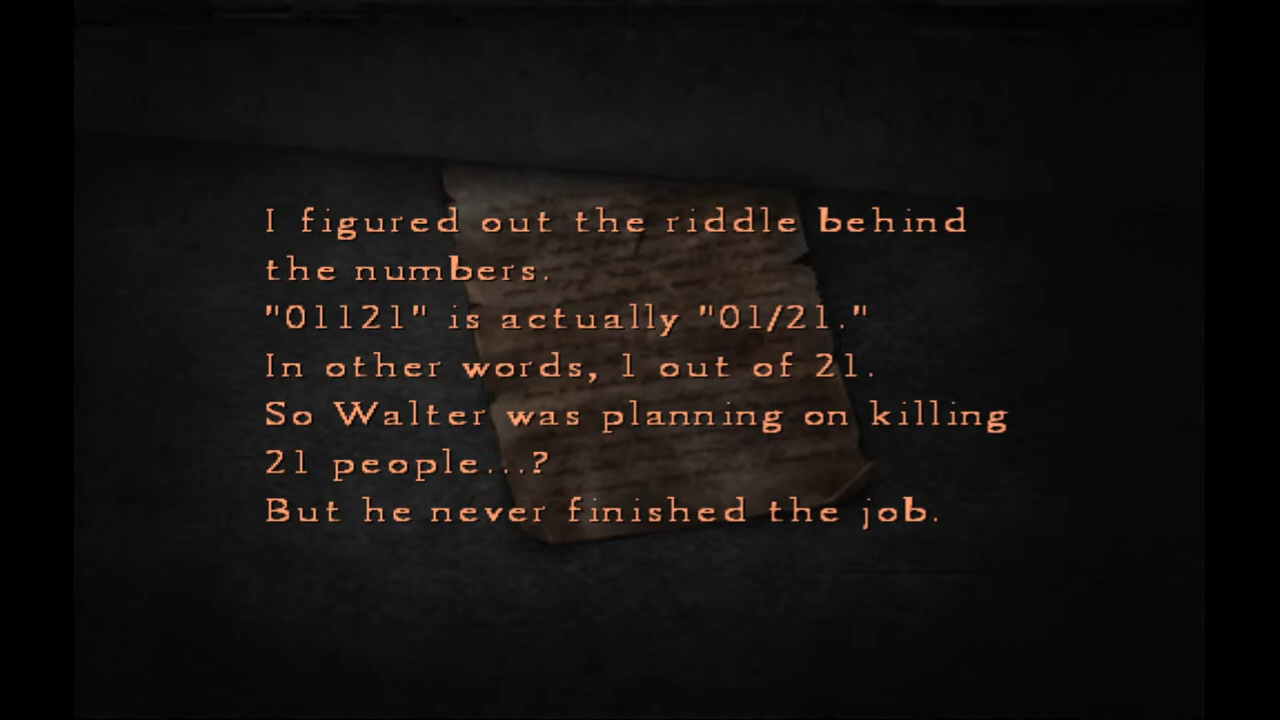 I figured out the riddle behind
the numbers.
"01121" is actually "01/21."
In other words, 1 out of 21.
So Walter was planning on killing
21 people...?
But he never finished the job.